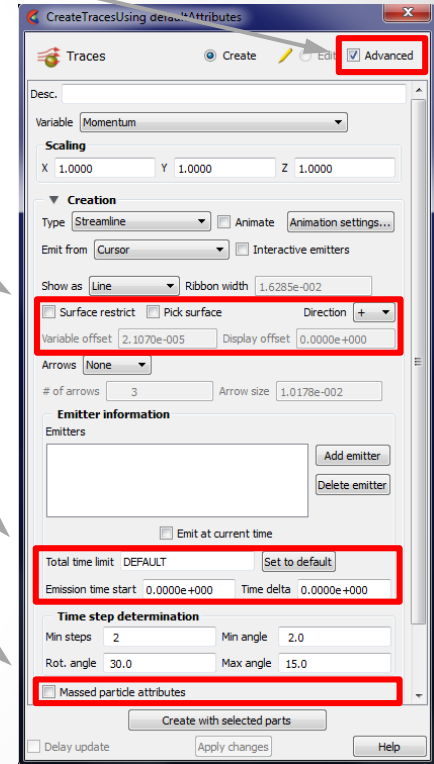 CreateTracesUsing defaultAttributes
Traces Create Edit Advanced
Desc.
Variable Momentum
Scaling
X 1.0000 Y 1.0000 Z 1.0000
Creation
Type Streamline Animate Animation settings...
Emit from Cursor Interactive emitters
Show as Line Ribbon width 1.6285e-002
Surface restrict Pick surface Direction +
Variable offset 2.1070e-005 Display offset 0.0000e+000
Arrows None
# of arrows 3 Arrow size 1.0178e-002
Emitter information
Emitters
Add emitter
Delete emitter
Emit at current time
Total time limit DEFAULT Set to default
Emission time start 0.0000e+000 Time delta 0.0000e+000
Time step determination
Min steps 2 Min angle 2.0
Rot. angle 30.0 Max angle 15.0
Massed particle attributes
Create with selected parts
Delay update Apply changes Help